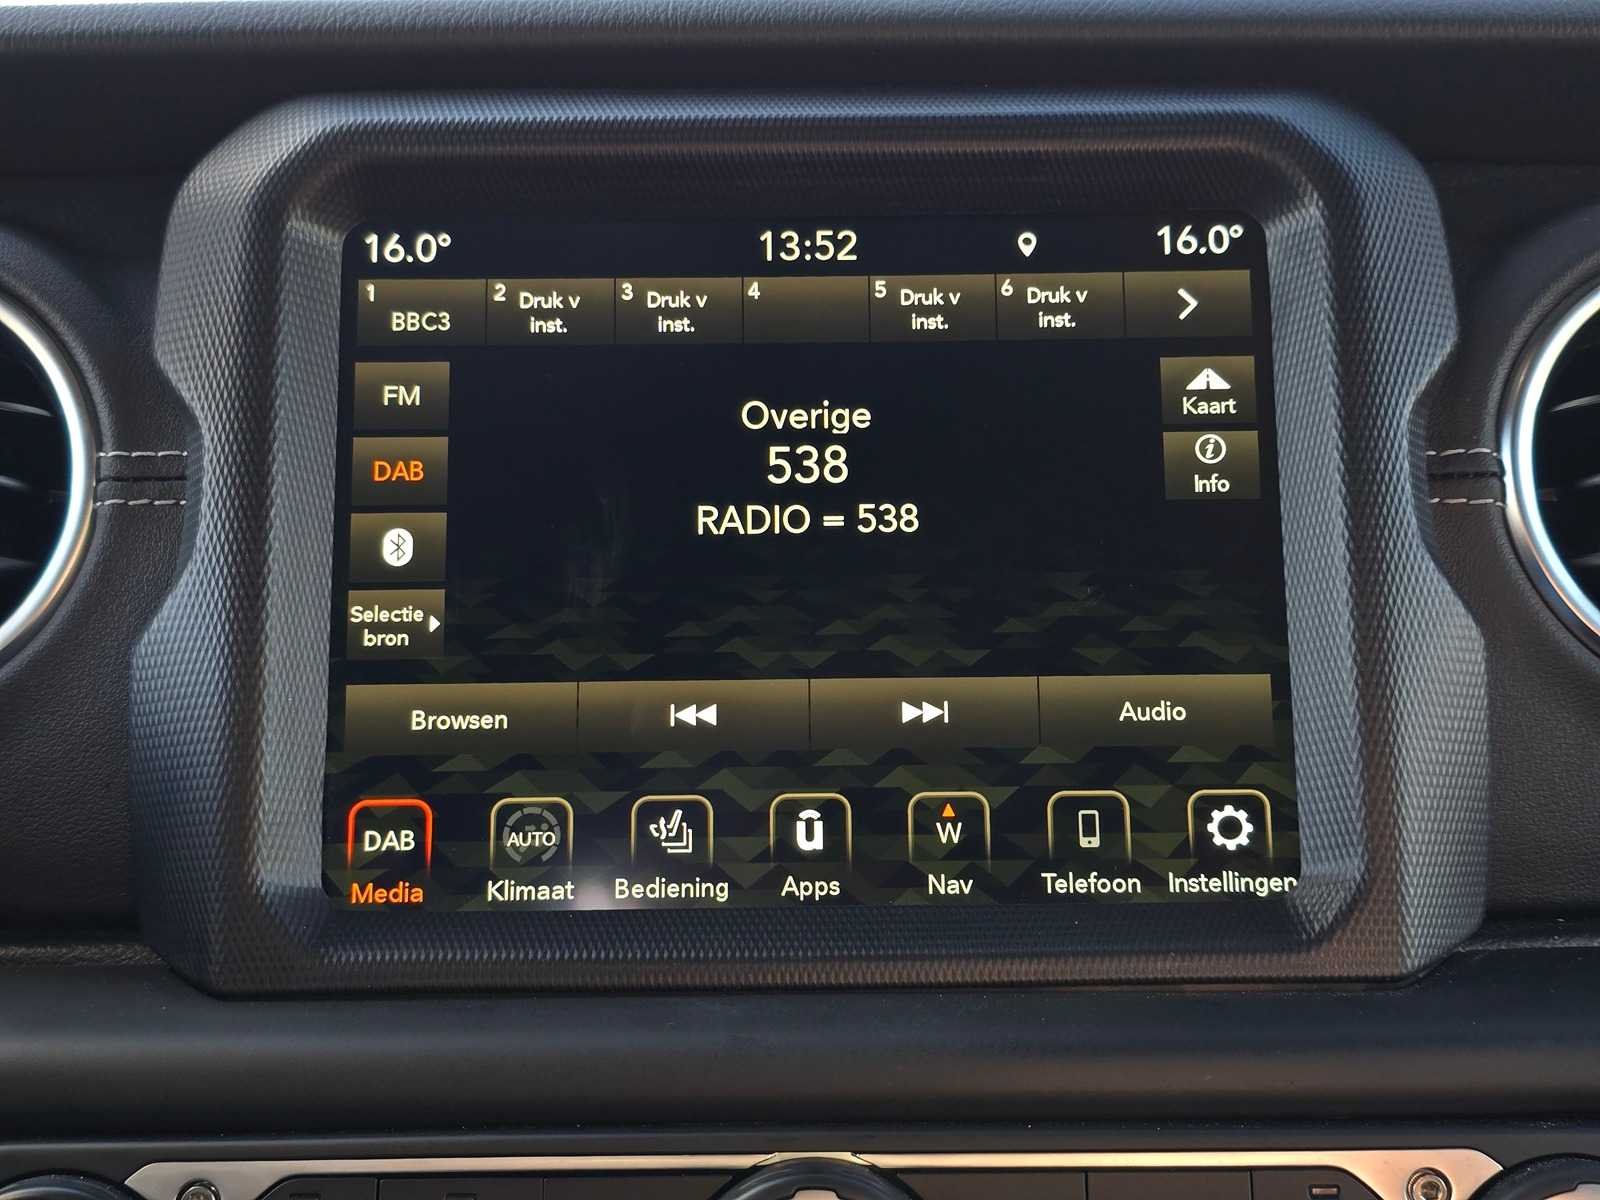 16.0° 13:52 16.0°
1 BBC3
2 Druk v
inst.
3 Druk v
inst.
4
5 Druk v
inst.
6 Druk v
inst.
FM
DAB
Selectie
bron
Overige
538
RADIO = 538
Kaart
Info
Browsen Audio
DAB
Media
AUTO
Klimaat
Bediening
ū
Apps
W
Nav
Telefoon
Instellingen